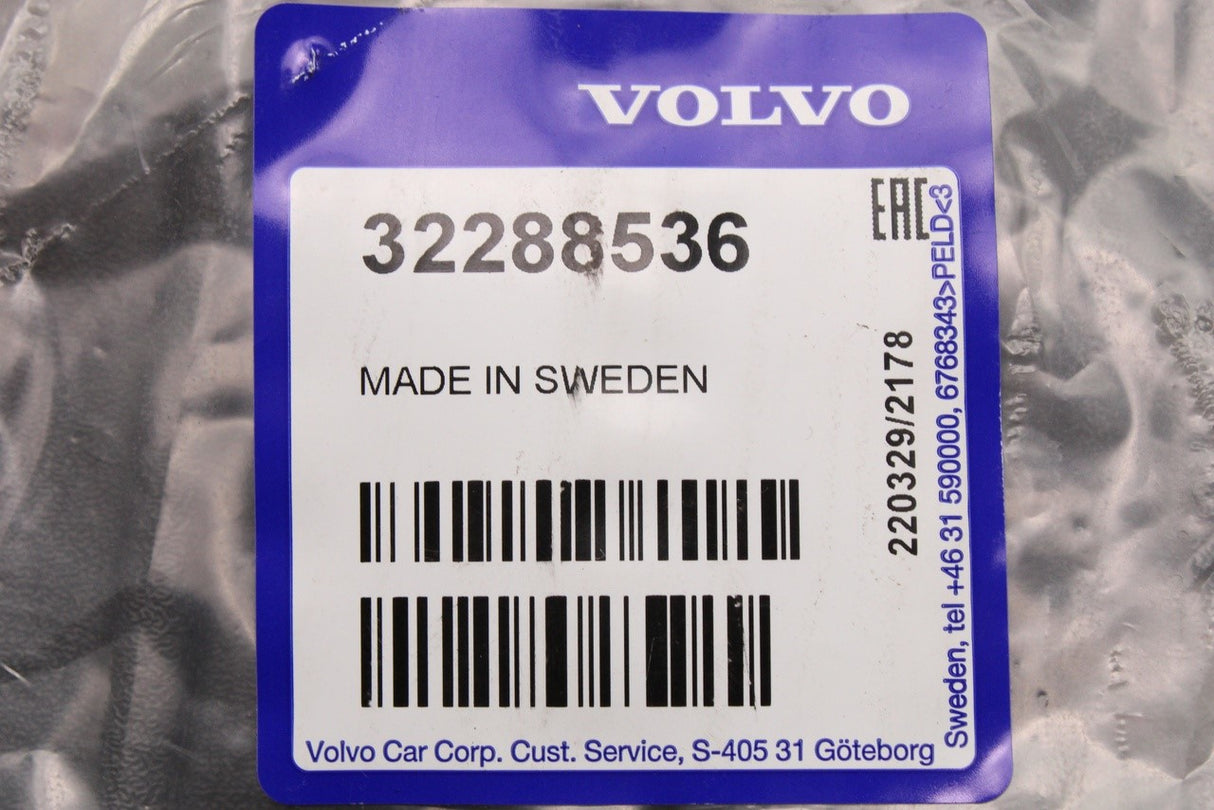 VOLVO
32288536
EAC
MADE IN SWEDEN
220329/2178
Volvo Car Corp. Cust. Service, S-405 31 Göteborg
Sweden, tel +46 31 590000, 6768343>PELD<3